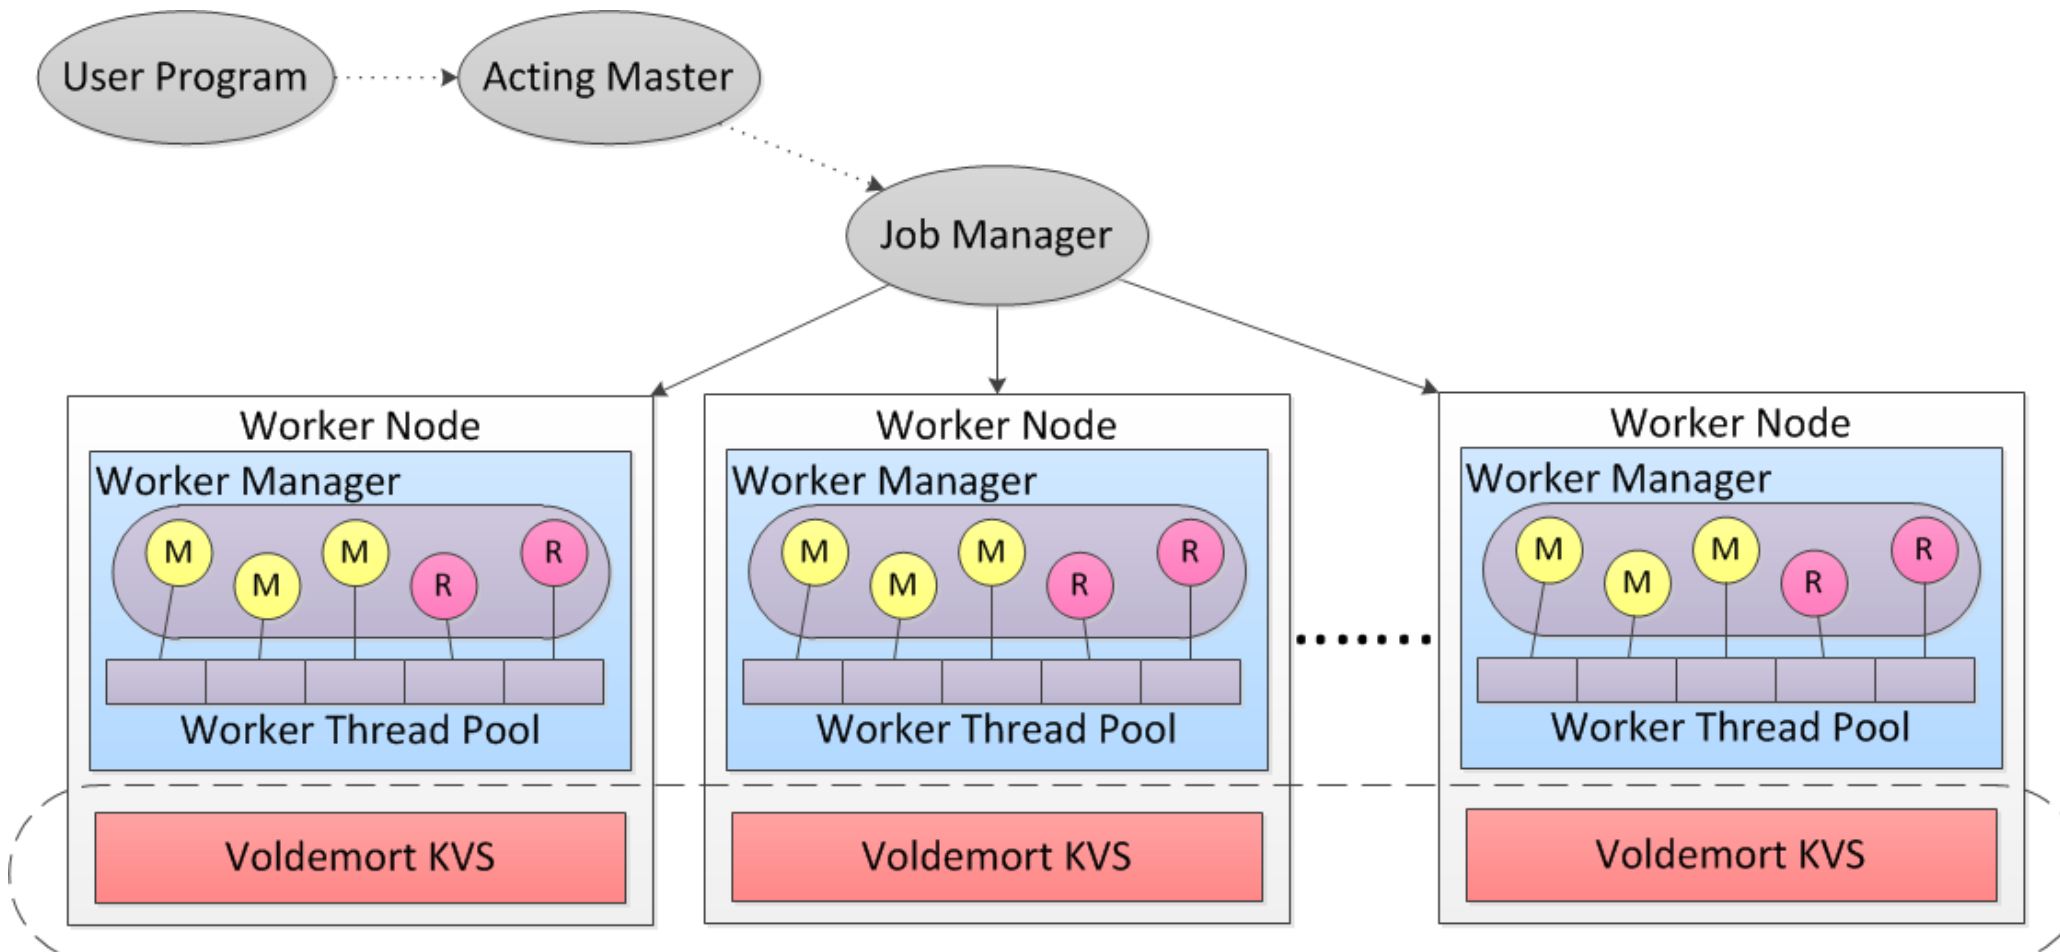 User Program
Acting Master
Job Manager
Worker Node
Worker Manager
M
M
M
R
R
Worker Thread Pool
Voldemort KVS
Worker Node
Worker Manager
M
M
M
R
R
Worker Thread Pool
Voldemort KVS
Worker Node
Worker Manager
M
M
M
R
R
Worker Thread Pool
Voldemort KVS